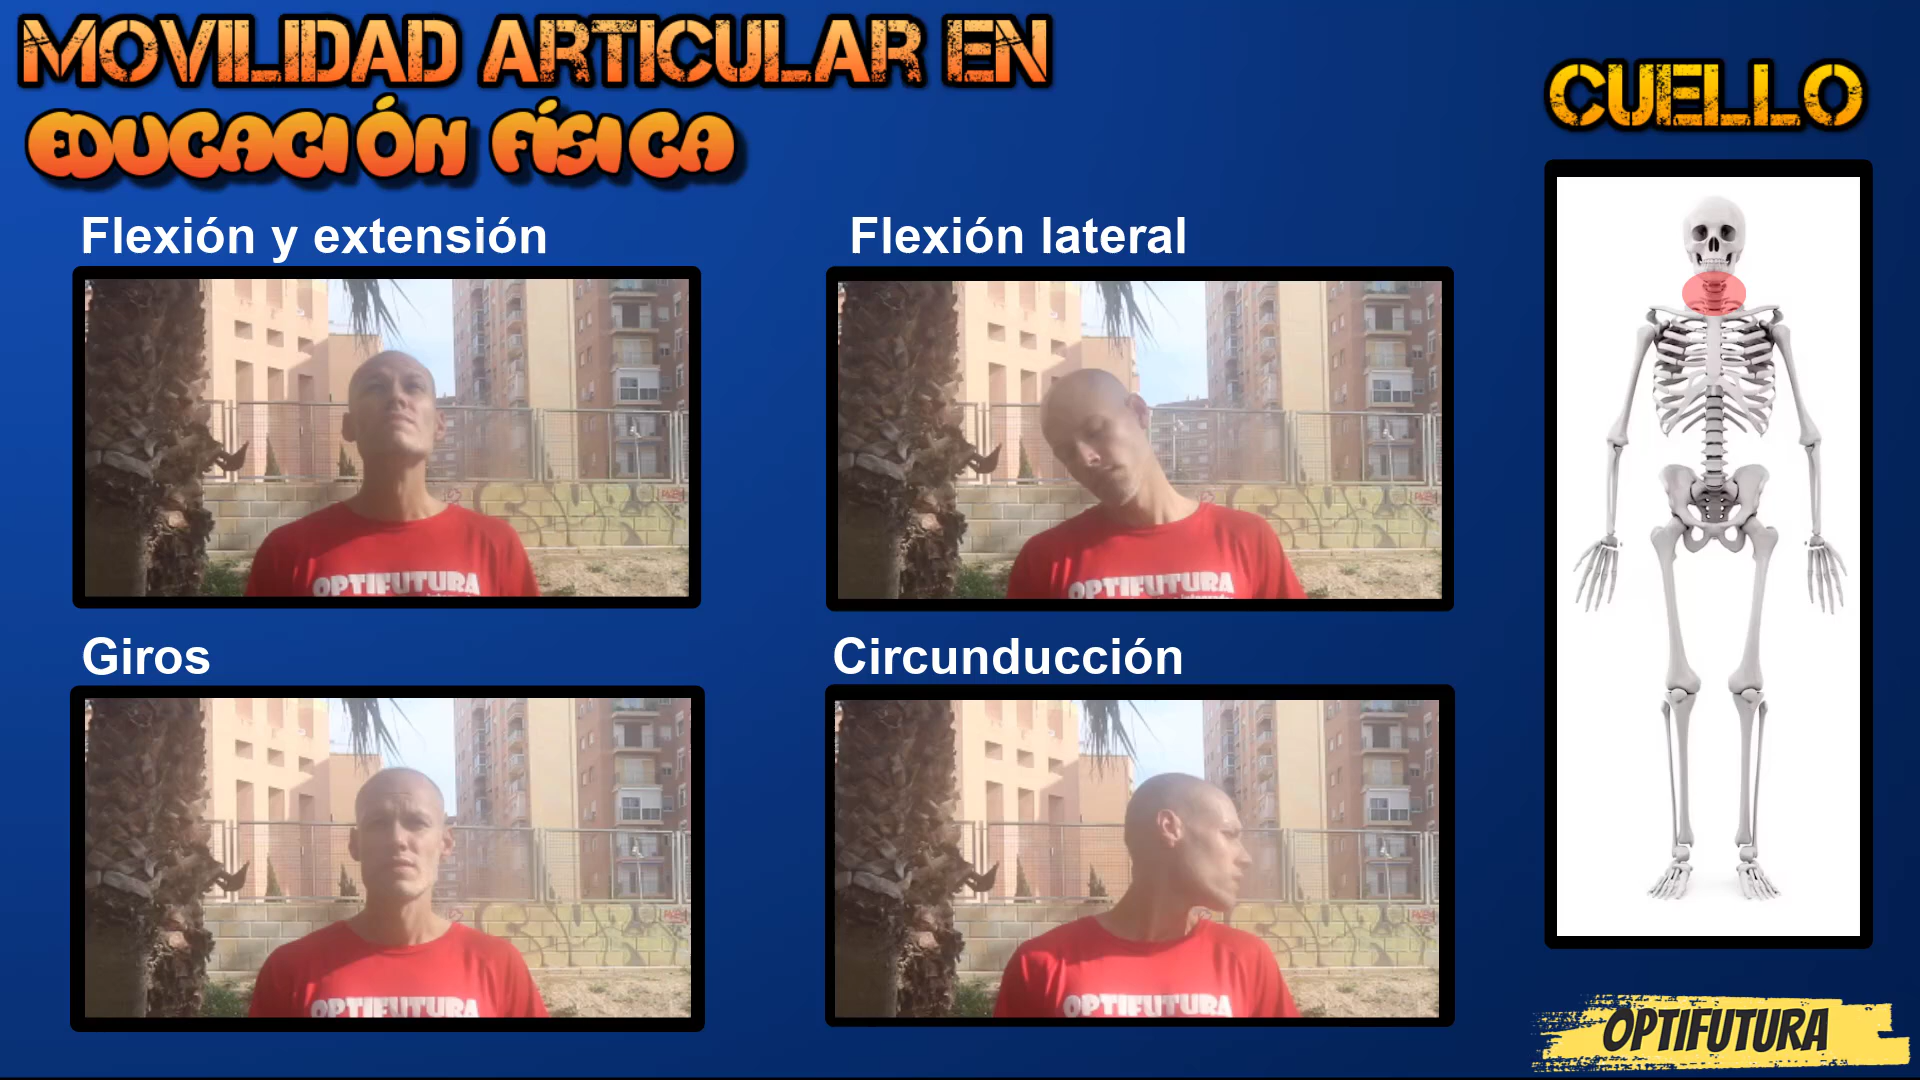 MOVILIDAD ARTICULAR EN
EDUCACIÓN FÍSICA
CUELLO
Flexión y extensión
Flexión lateral
OPTIFUTURA
OPTIFUTURA
Giros
Circunducción
OPTIFUTURA
OPTIFUTURA
OPTIFUTURA